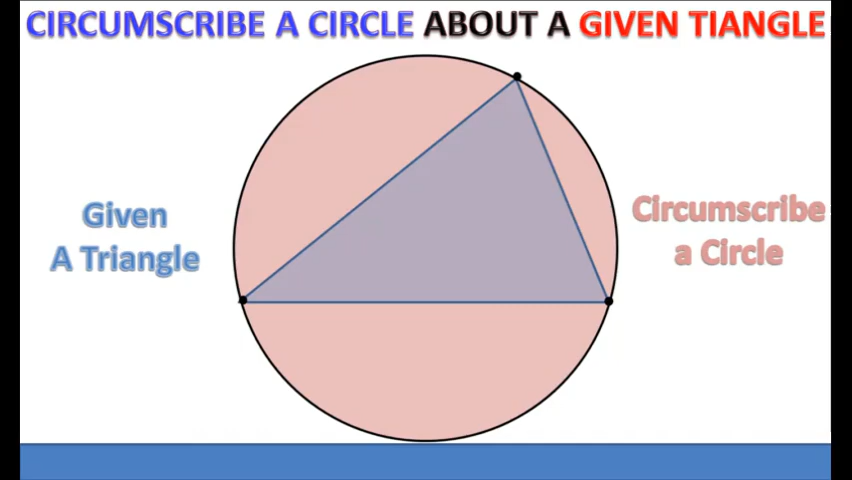 CIRCUMSCRIBE A CIRCLE ABOUT A GIVEN TIANGLE
Given
A Triangle
Circumscribe
a Circle